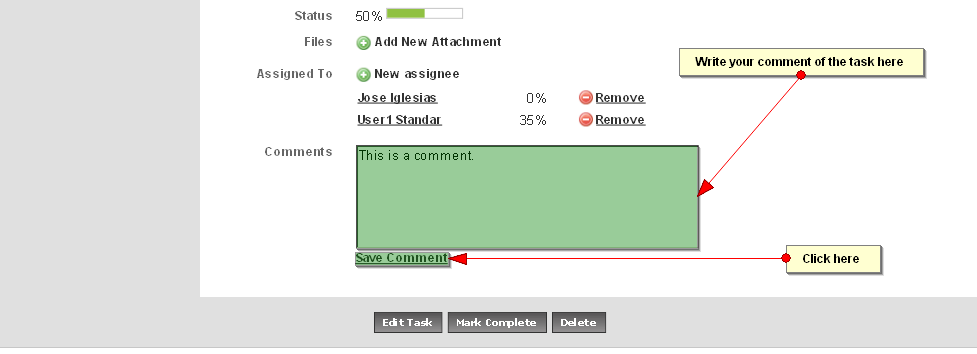 Status 50%
Files Add New Attachment
Write your comment of the task here
Assigned To New assignee
Jose Iglesias 0% Remove
User1 Standar 35% Remove
Comments This is a comment.
Save Comment Click here
Edit Task Mark Complete Delete